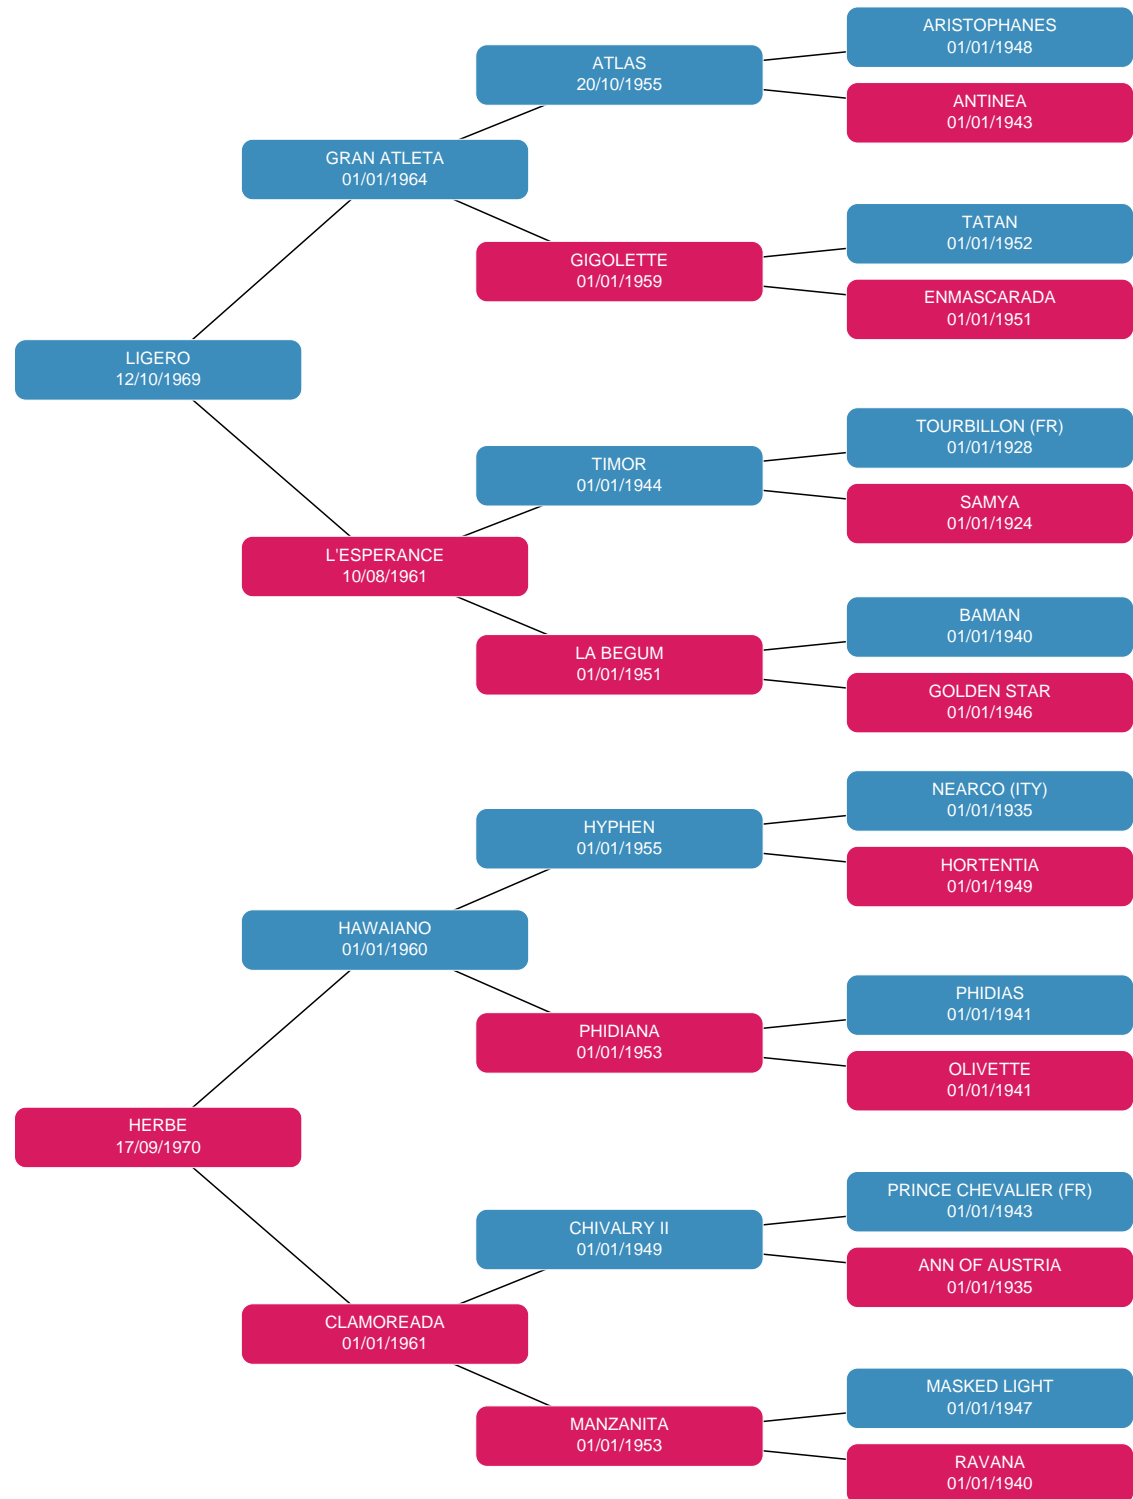 ARISTOPHANES
01/01/1948
ATLAS
20/10/1955
ANTINEA
01/01/1943
GRAN ATLETA
01/01/1964
TATAN
01/01/1952
GIGOLETTE
01/01/1959
ENMASCARADA
01/01/1951
LIGERO
12/10/1969
TOURBILLON (FR)
01/01/1928
TIMOR
01/01/1944
SAMYA
01/01/1924
L'ESPERANCE
10/08/1961
BAMAN
01/01/1940
LA BEGUM
01/01/1951
GOLDEN STAR
01/01/1946
NEARCO (ITY)
01/01/1935
HYPHEN
01/01/1955
HORTENTIA
01/01/1949
HAWAIANO
01/01/1960
PHIDIAS
01/01/1941
PHIDIANA
01/01/1953
OLIVETTE
01/01/1941
HERBE
17/09/1970
PRINCE CHEVALIER (FR)
01/01/1943
CHIVALRY II
01/01/1949
ANN OF AUSTRIA
01/01/1935
CLAMOREADA
01/01/1961
MASKED LIGHT
01/01/1947
MANZANITA
01/01/1953
RAVANA
01/01/1940